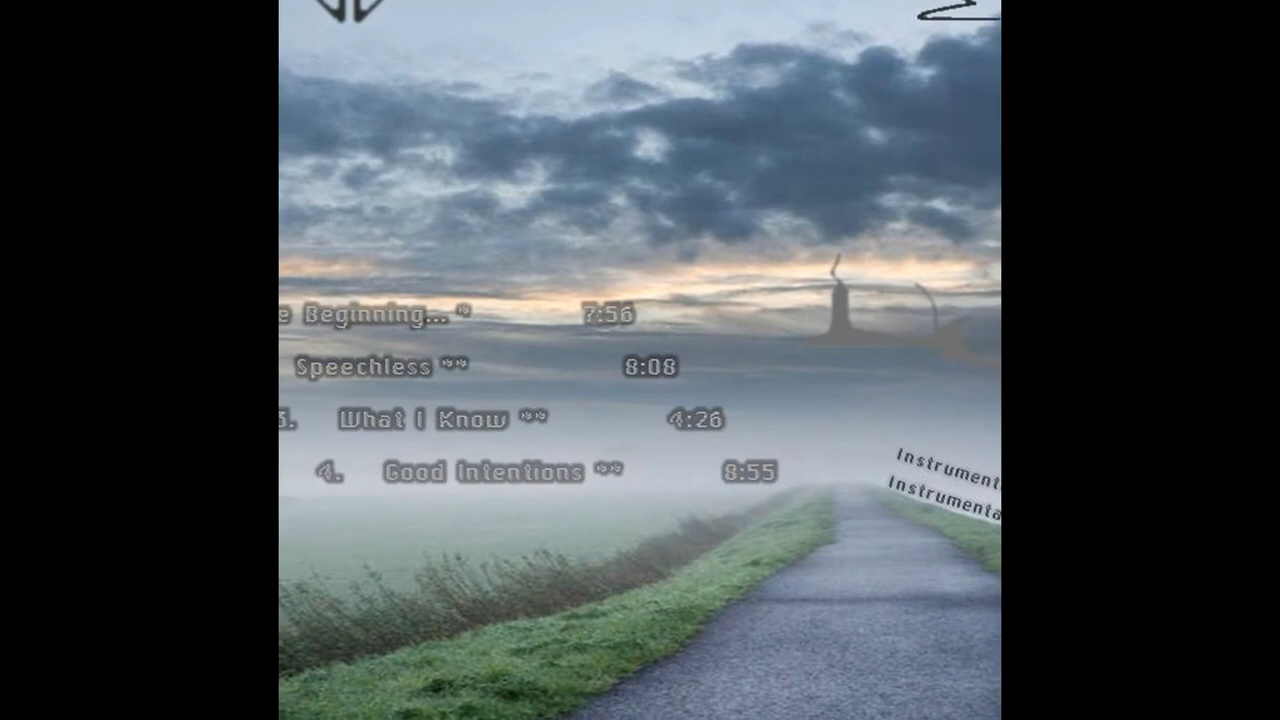 e Beginning... * 7:56
Speechless ** 8:08
3. What I Know ** 4:26
4. Good Intentions ** 8:55
Instrument
Instrumenta